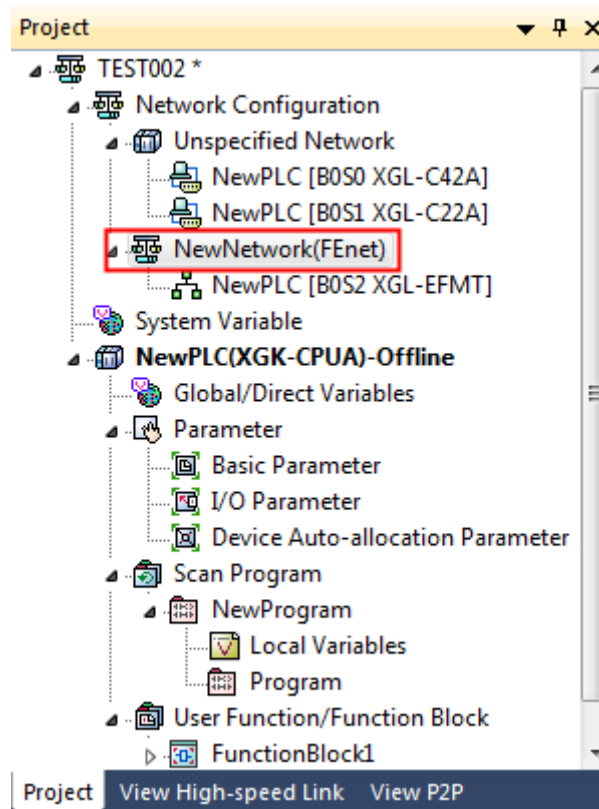 Project
TEST002 *
Network Configuration
Unspecified Network
NewPLC [B0S0 XGL-C42A]
NewPLC [B0S1 XGL-C22A]
NewNetwork(FEnet)
NewPLC [B0S2 XGL-EFMT]
System Variable
NewPLC(XGK-CPUA)-Offline
Global/Direct Variables
Parameter
Basic Parameter
I/O Parameter
Device Auto-allocation Parameter
Scan Program
NewProgram
Local Variables
Program
User Function/Function Block
FunctionBlock1
Project View High-speed Link View P2P